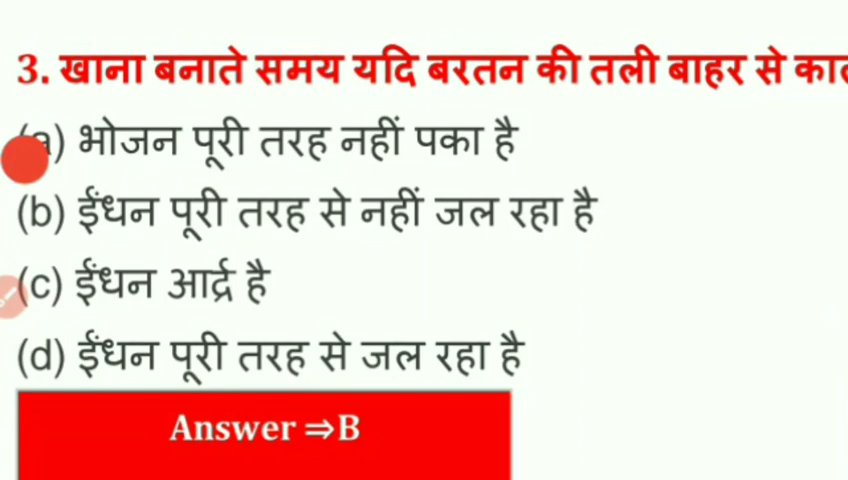 3. खाना बनाते समय यदि बरतन की तली बाहर से
(a) भोजन पूरी तरह नहीं पका है
(b) ईंधन पूरी तरह से नहीं जल रहा है
(c) ईंधन आर्द्र है
(d) ईंधन पूरी तरह से जल रहा है
Answer ⇒B